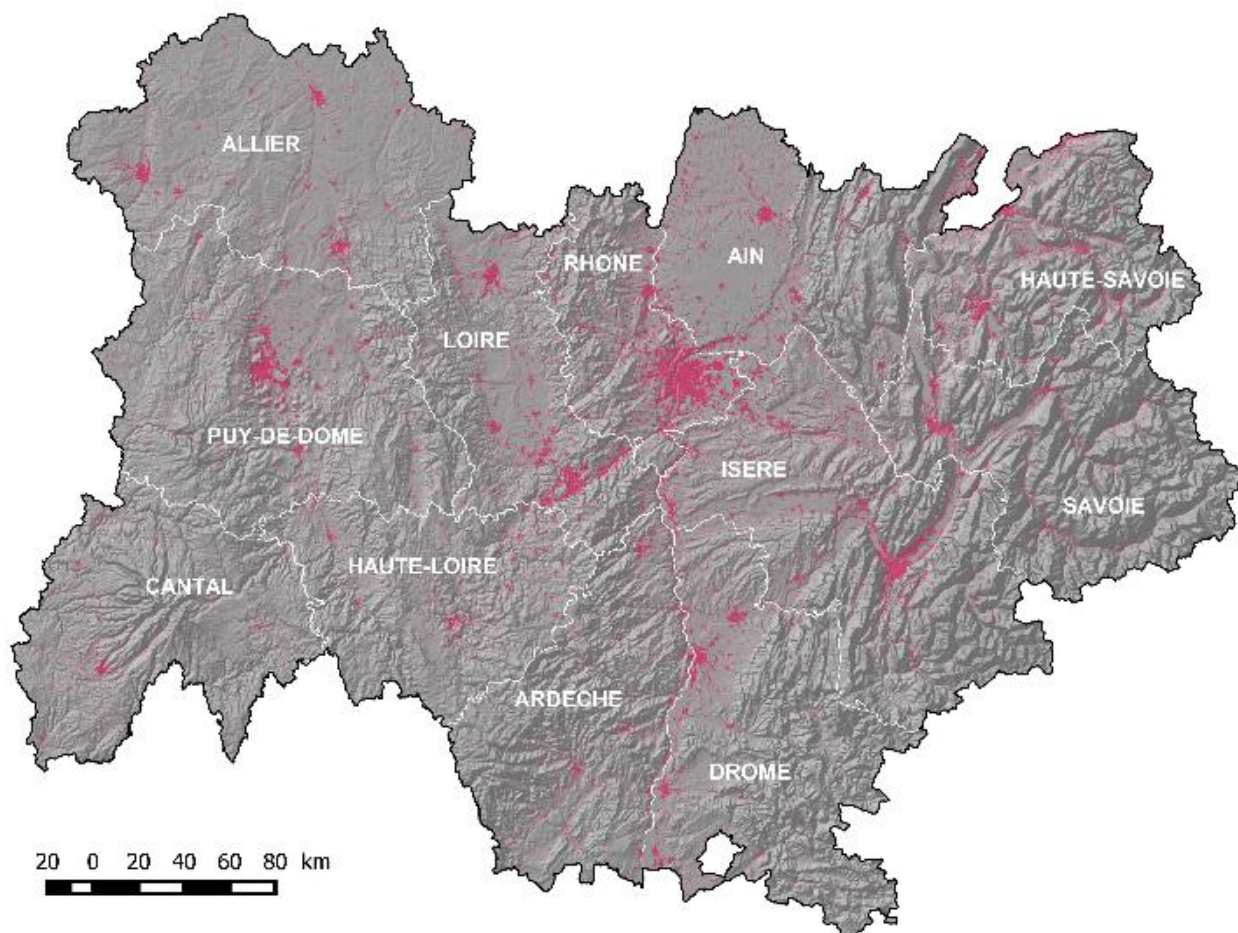 ALLIER
RHONE
AIN
HAUTE-SAVOIE
LOIRE
PUY-DE-DOME
ISERE
SAVOIE
HAUTE-LOIRE
CANTAL
ARDECHE
DROME
20 0 20 40 60 80 km